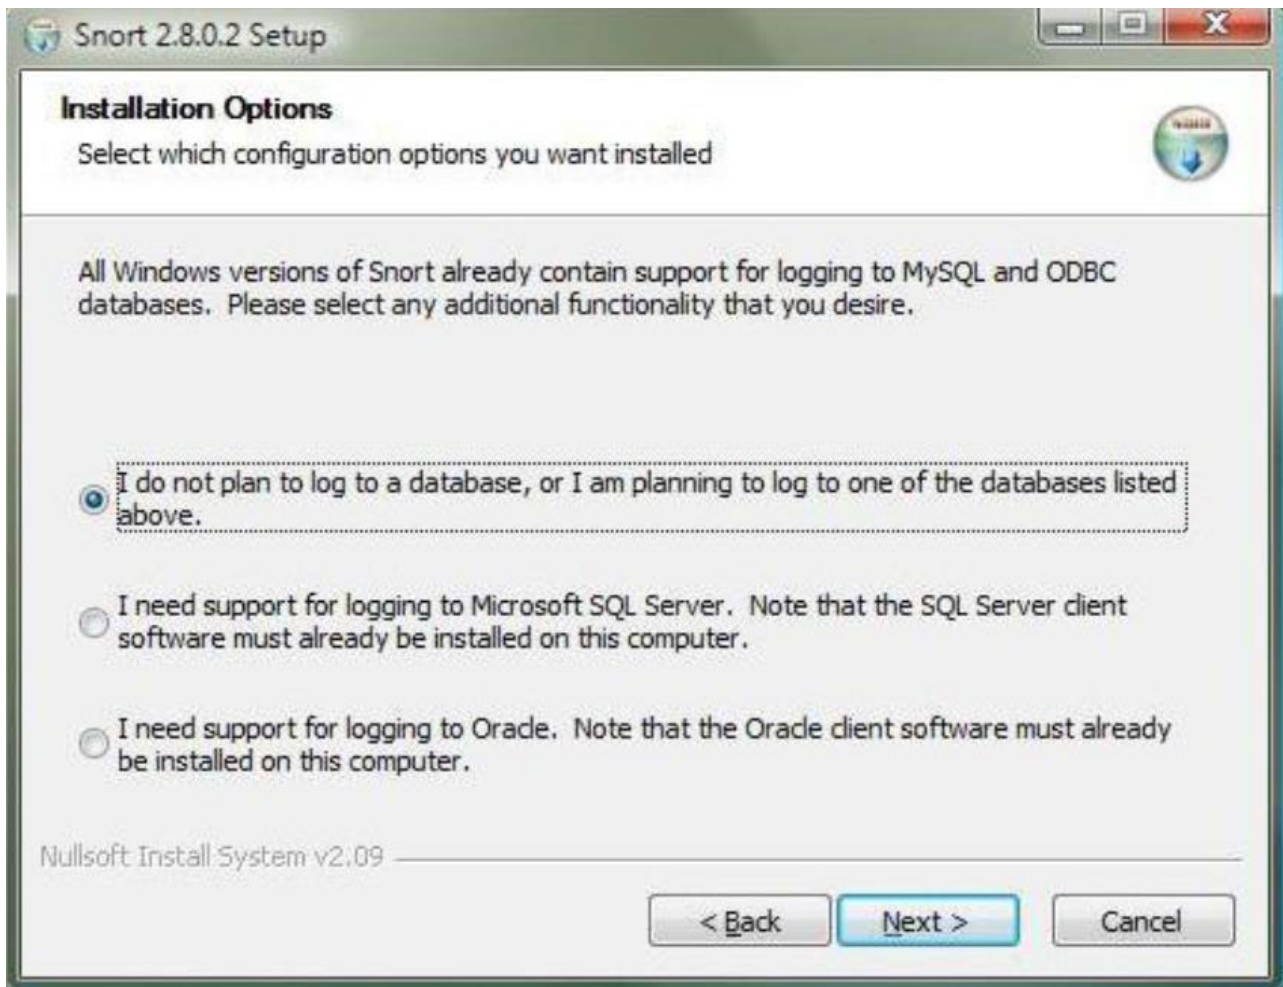 Snort 2.8.0.2 Setup
Installation Options
Select which configuration options you want installed
All Windows versions of Snort already contain support for logging to MySQL and ODBC
databases.  Please select any additional functionality that you desire.
I do not plan to log to a database, or I am planning to log to one of the databases listed
above.
I need support for logging to Microsoft SQL Server.  Note that the SQL Server client
software must already be installed on this computer.
I need support for logging to Oracle.  Note that the Oracle client software must already
be installed on this computer.
Nullsoft Install System v2.09
< Back
Next >
Cancel